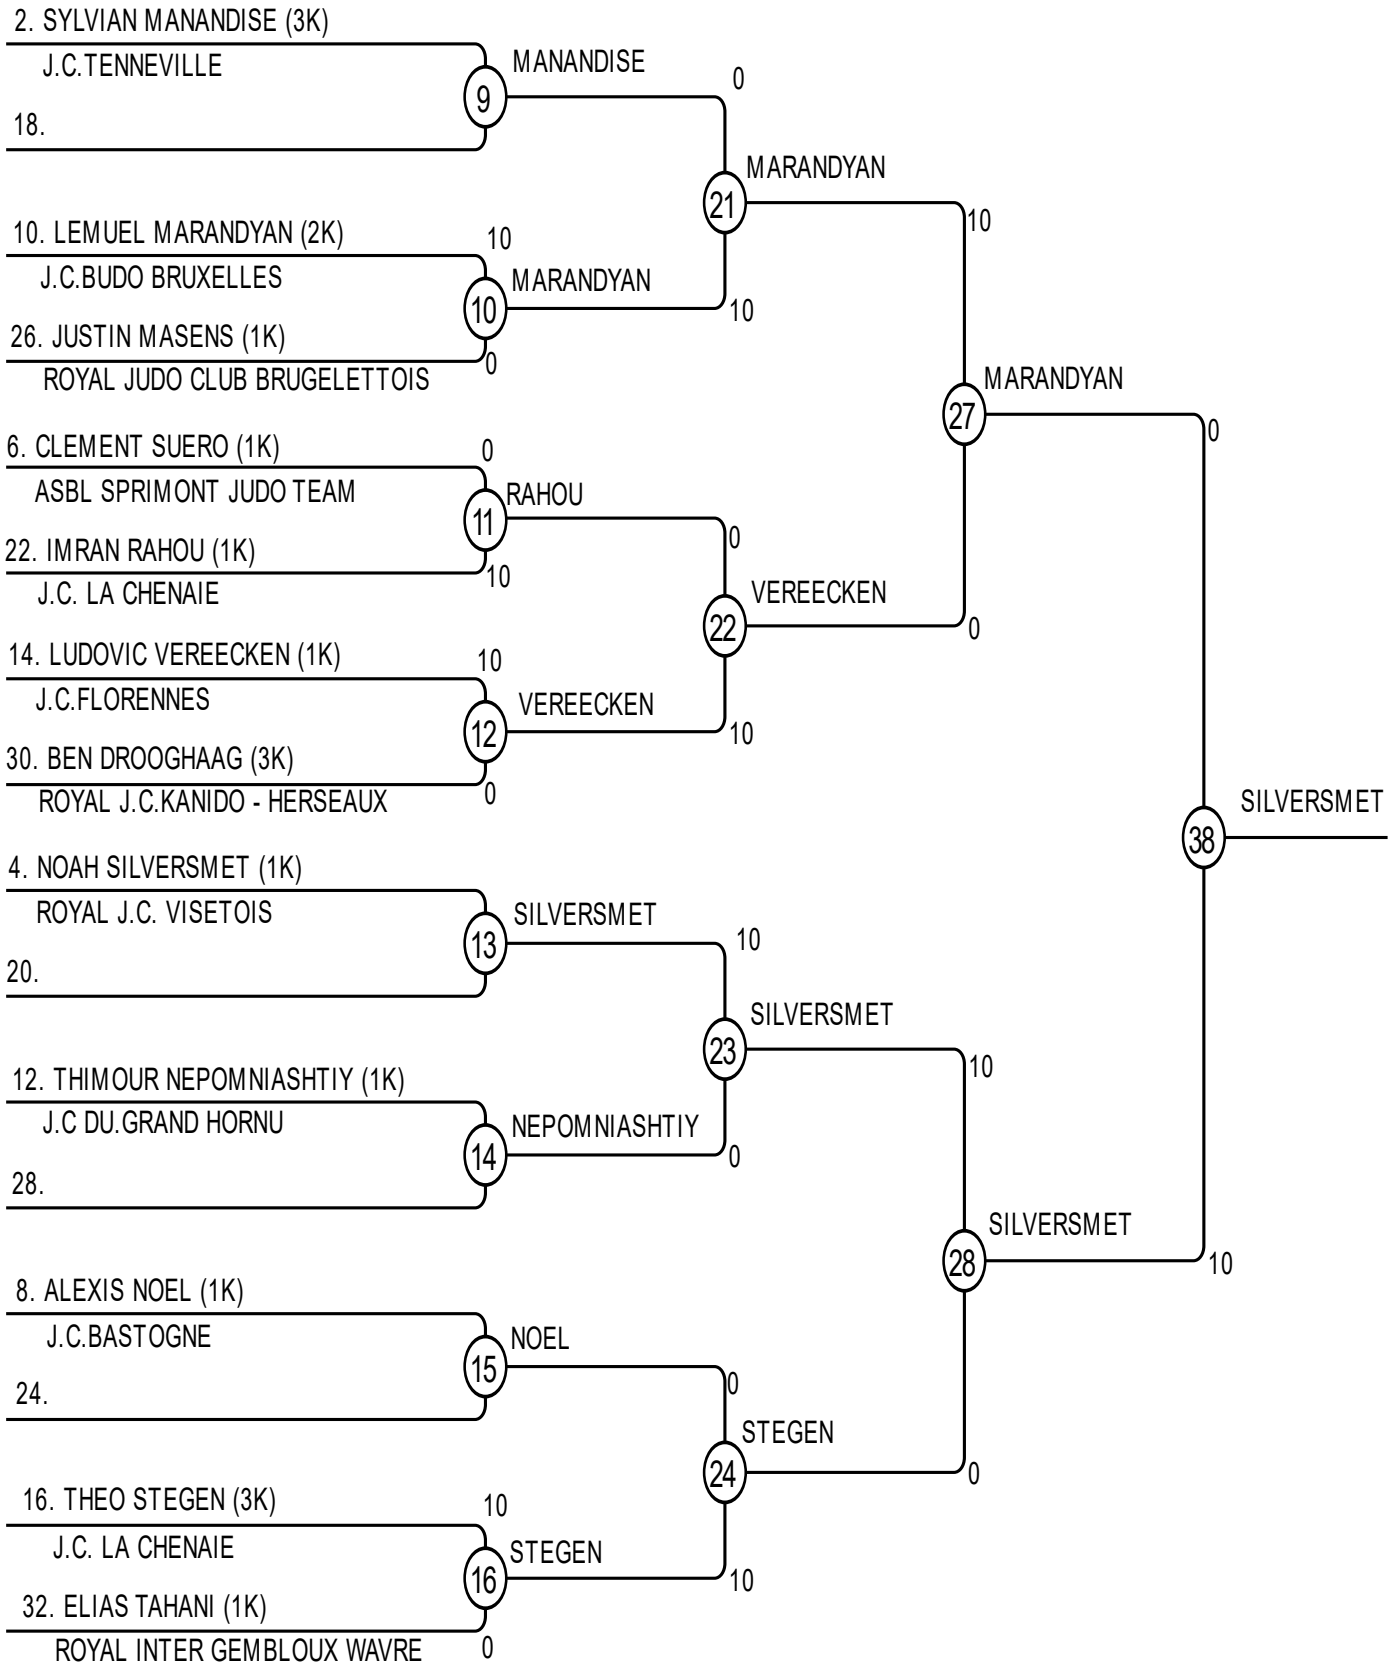 2. SYLVIAN MANANDISE (3K)
J.C.TENNEVILLE
9
MANANDISE
0
18.
21
MARANDYAN
10
10. LEMUEL MARANDYAN (2K)
10
J.C.BUDO BRUXELLES
10
MARANDYAN
10
26. JUSTIN MASENS (1K)
0
ROYAL JUDO CLUB BRUGELETTOIS
27
MARANDYAN
0
6. CLEMENT SUERO (1K)
0
ASBL SPRIMONT JUDO TEAM
11
RAHOU
0
22. IMRAN RAHOU (1K)
10
J.C. LA CHENAIE
22
VEREECKEN
0
14. LUDOVIC VEREECKEN (1K)
10
J.C.FLORENNES
12
VEREECKEN
10
30. BEN DROOGHAAG (3K)
0
ROYAL J.C.KANIDO - HERSEAUX
38
SILVERSMET
4. NOAH SILVERSMET (1K)
ROYAL J.C. VISETOIS
13
SILVERSMET
10
20.
23
SILVERSMET
10
12. THIMOUR NEPOMNIASHTIY (1K)
J.C DU.GRAND HORNU
14
NEPOMNIASHTIY
0
28.
28
SILVERSMET
10
8. ALEXIS NOEL (1K)
J.C.BASTOGNE
15
NOEL
0
24.
24
STEGEN
0
16. THEO STEGEN (3K)
10
J.C. LA CHENAIE
16
STEGEN
10
32. ELIAS TAHANI (1K)
0
ROYAL INTER GEMBLOUX WAVRE